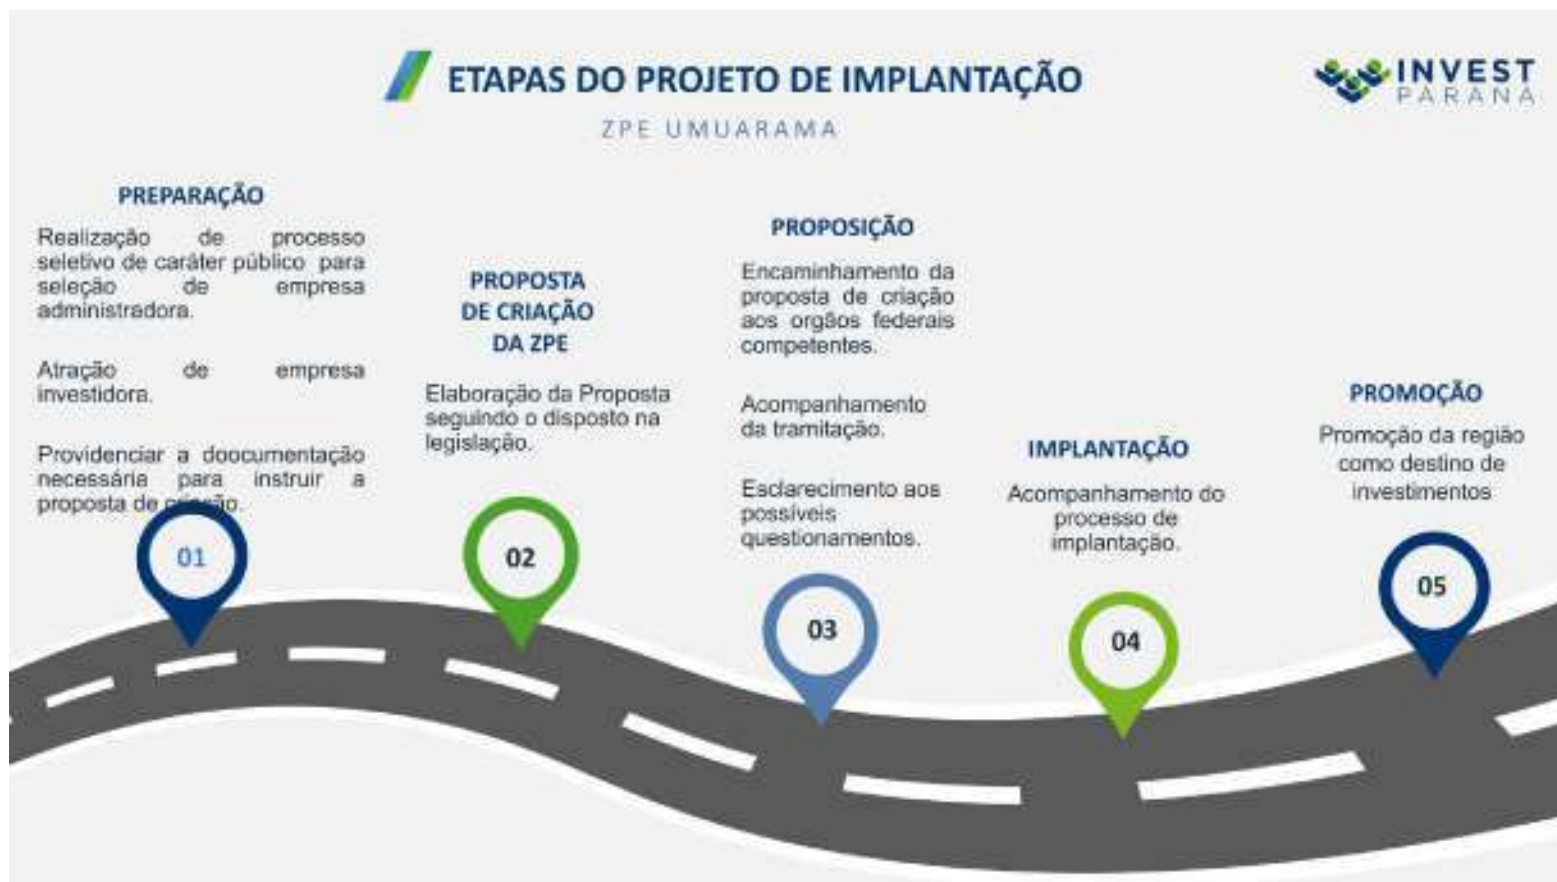 ETAPAS DO PROJETO DE IMPLANTAÇÃO
ZPE UMUARAMA
INVEST
PARANÁ
PREPARAÇÃO
Realização de processo
seletivo de caráter público para
seleção de empresa
administradora.
Atração de empresa
investidora.
Providenciar a doocumentação
necessária para instruir a
proposta de criação.
01
PROPOSTA
DE CRIAÇÃO
DA ZPE
Elaboração da Proposta
seguindo o disposto na
legislação.
02
PROPOSIÇÃO
Encaminhamento da
proposta de criação
aos orgãos federais
competentes.
Acompanhamento
da tramitação.
Esclarecimento aos
possíveis
questionamentos.
03
IMPLANTAÇÃO
Acompanhamento do
processo de
implantação.
04
PROMOÇÃO
Promoção da região
como destino de
investimentos
05